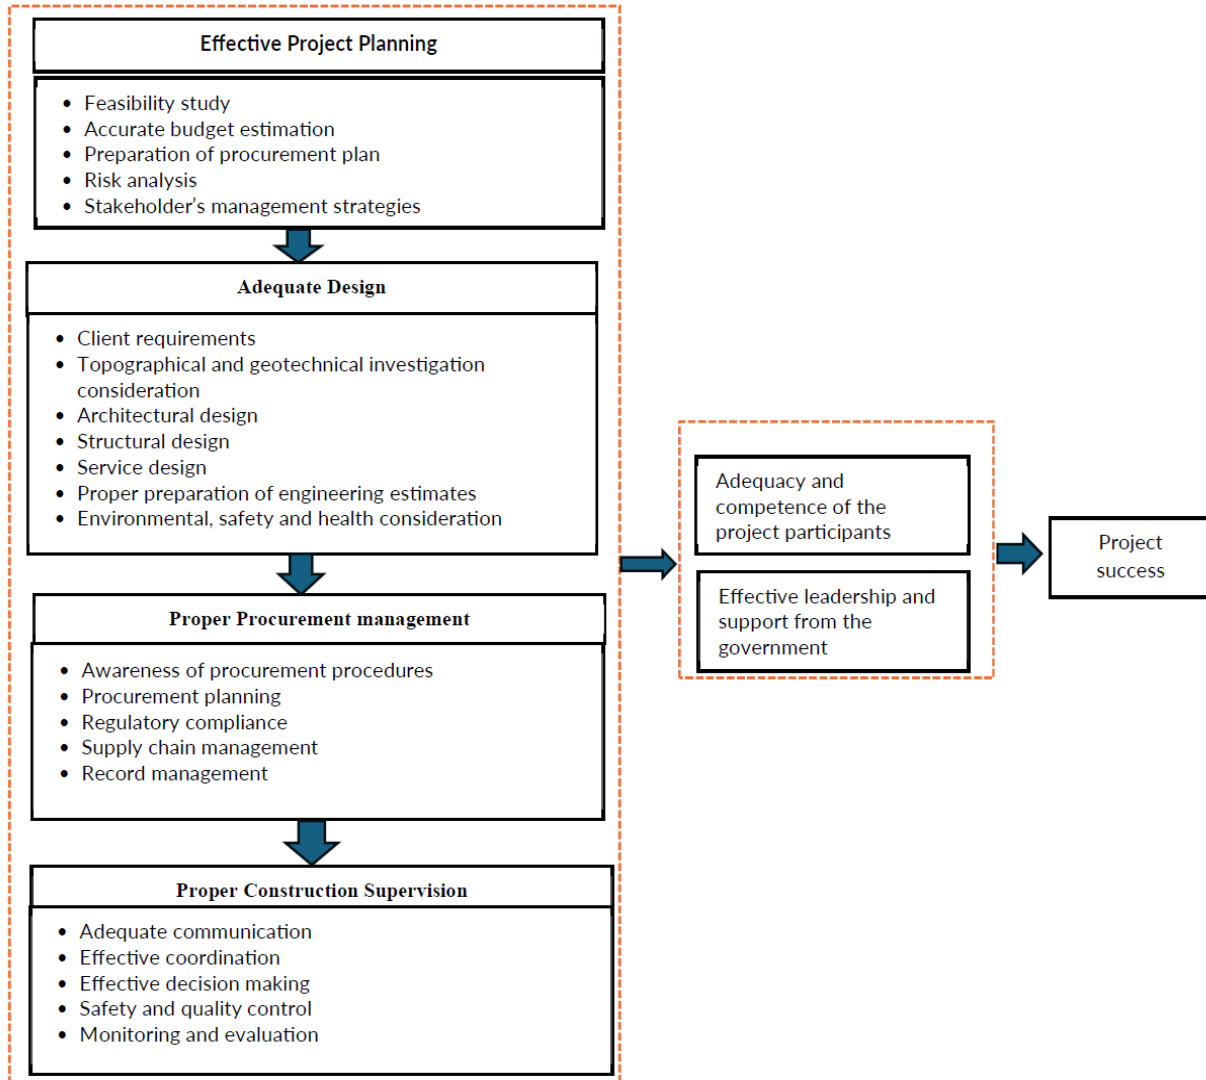 Effective Project Planning
• Feasibility study
• Accurate budget estimation
• Preparation of procurement plan
• Risk analysis
• Stakeholder’s management strategies
Adequate Design
• Client requirements
• Topographical and geotechnical investigation
consideration
• Architectural design
• Structural design
• Service design
• Proper preparation of engineering estimates
• Environmental, safety and health consideration
Proper Procurement management
• Awareness of procurement procedures
• Procurement planning
• Regulatory compliance
• Supply chain management
• Record management
Proper Construction Supervision
• Adequate communication
• Effective coordination
• Effective decision making
• Safety and quality control
• Monitoring and evaluation
Adequacy and
competence of the
project participants
Effective leadership and
support from the
government
Project
success